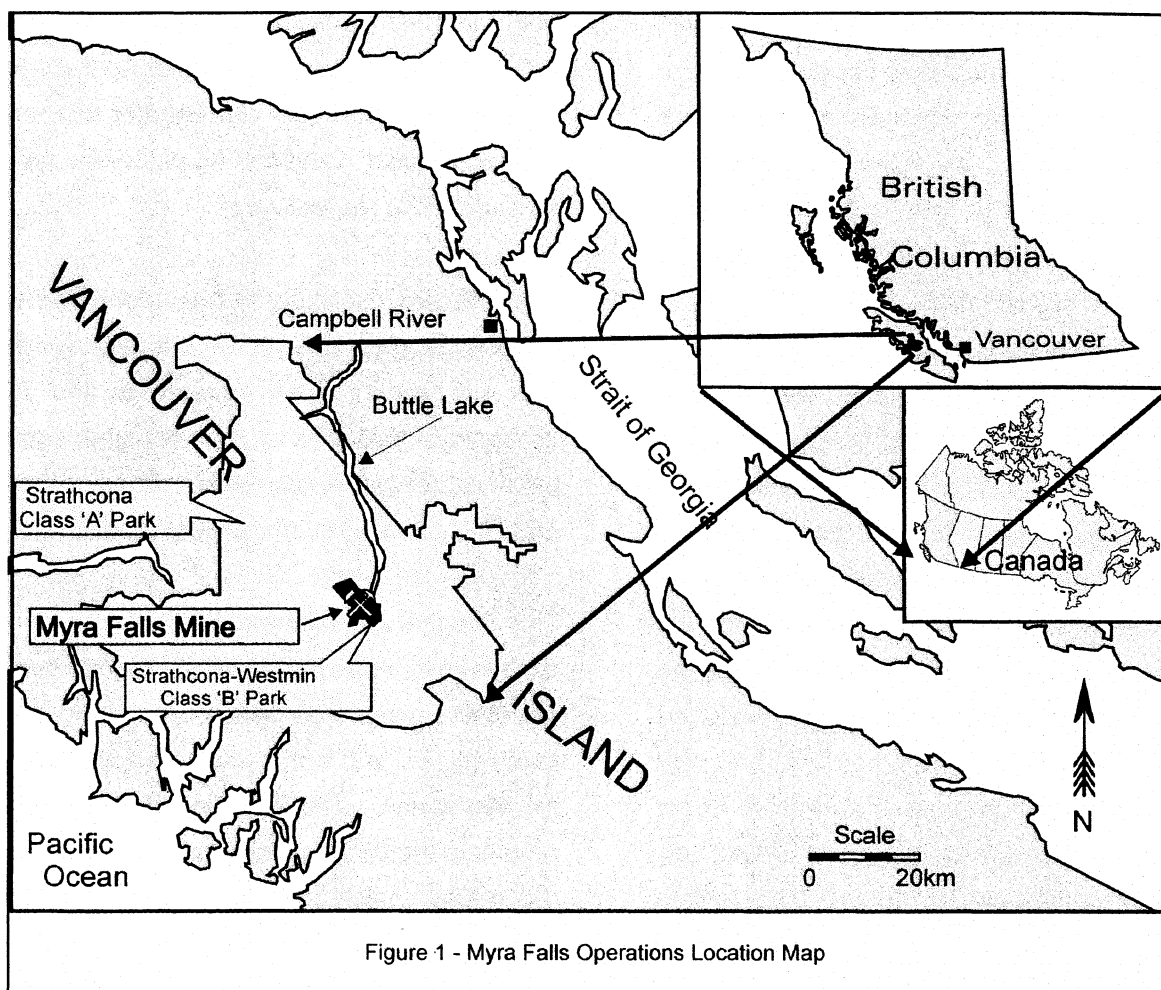 British
Columbia
Vancouver
VANCOUVER
Campbell River
Strait of Georgia
Buttle Lake
Canada
Strathcona
Class 'A' Park
Myra Falls Mine
Strathcona-Westmin
Class 'B' Park
ISLAND
N
Pacific
Ocean
Scale
0 20km
Figure 1 - Myra Falls Operations Location Map